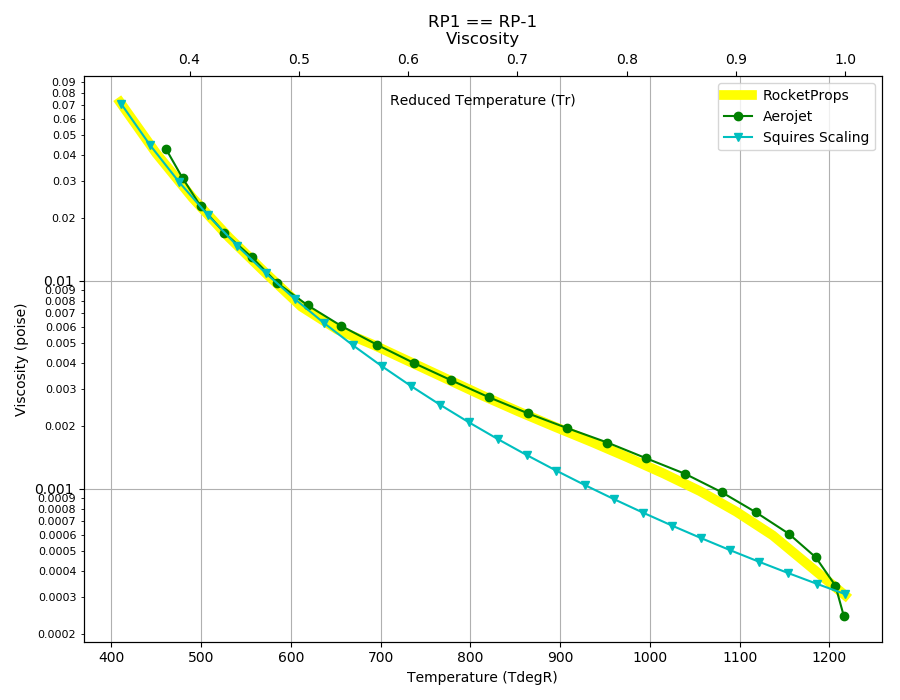 RP1 == RP-1
Viscosity
0.4 0.5 0.6 0.7 0.8 0.9 1.0
Reduced Temperature (Tr)
RocketProps
Aerojet
Squires Scaling
0.09
0.08
0.07
0.06
0.05
0.04
0.03
0.02
0.01
0.009
0.008
0.007
0.006
0.005
0.004
0.003
0.002
0.001
0.0009
0.0008
0.0007
0.0006
0.0005
0.0004
0.0003
0.0002
Viscosity (poise)
400 500 600 700 800 900 1000 1100 1200
Temperature (TdegR)